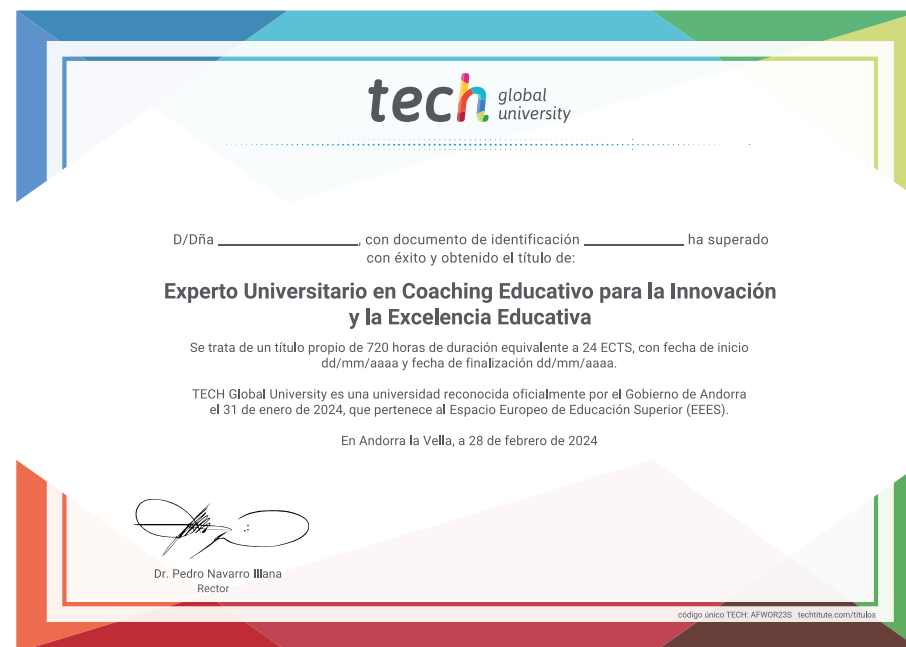 tech global university
D/Dña ____________, con documento de identificación ____________ ha superado
con éxito y obtenido el título de:
Experto Universitario en Coaching Educativo para la Innovación
y la Excelencia Educativa
Se trata de un título propio de 720 horas de duración equivalente a 24 ECTS, con fecha de inicio
dd/mm/aaaa y fecha de finalización dd/mm/aaaa.
TECH Global University es una universidad reconocida oficialmente por el Gobierno de Andorra
el 31 de enero de 2024, que pertenece al Espacio Europeo de Educación Superior (EEES).
En Andorra la Vella, a 28 de febrero de 2024
Dr. Pedro Navarro Illana
Rector
código único TECH: AFWOR23S techtitute.com/titulos